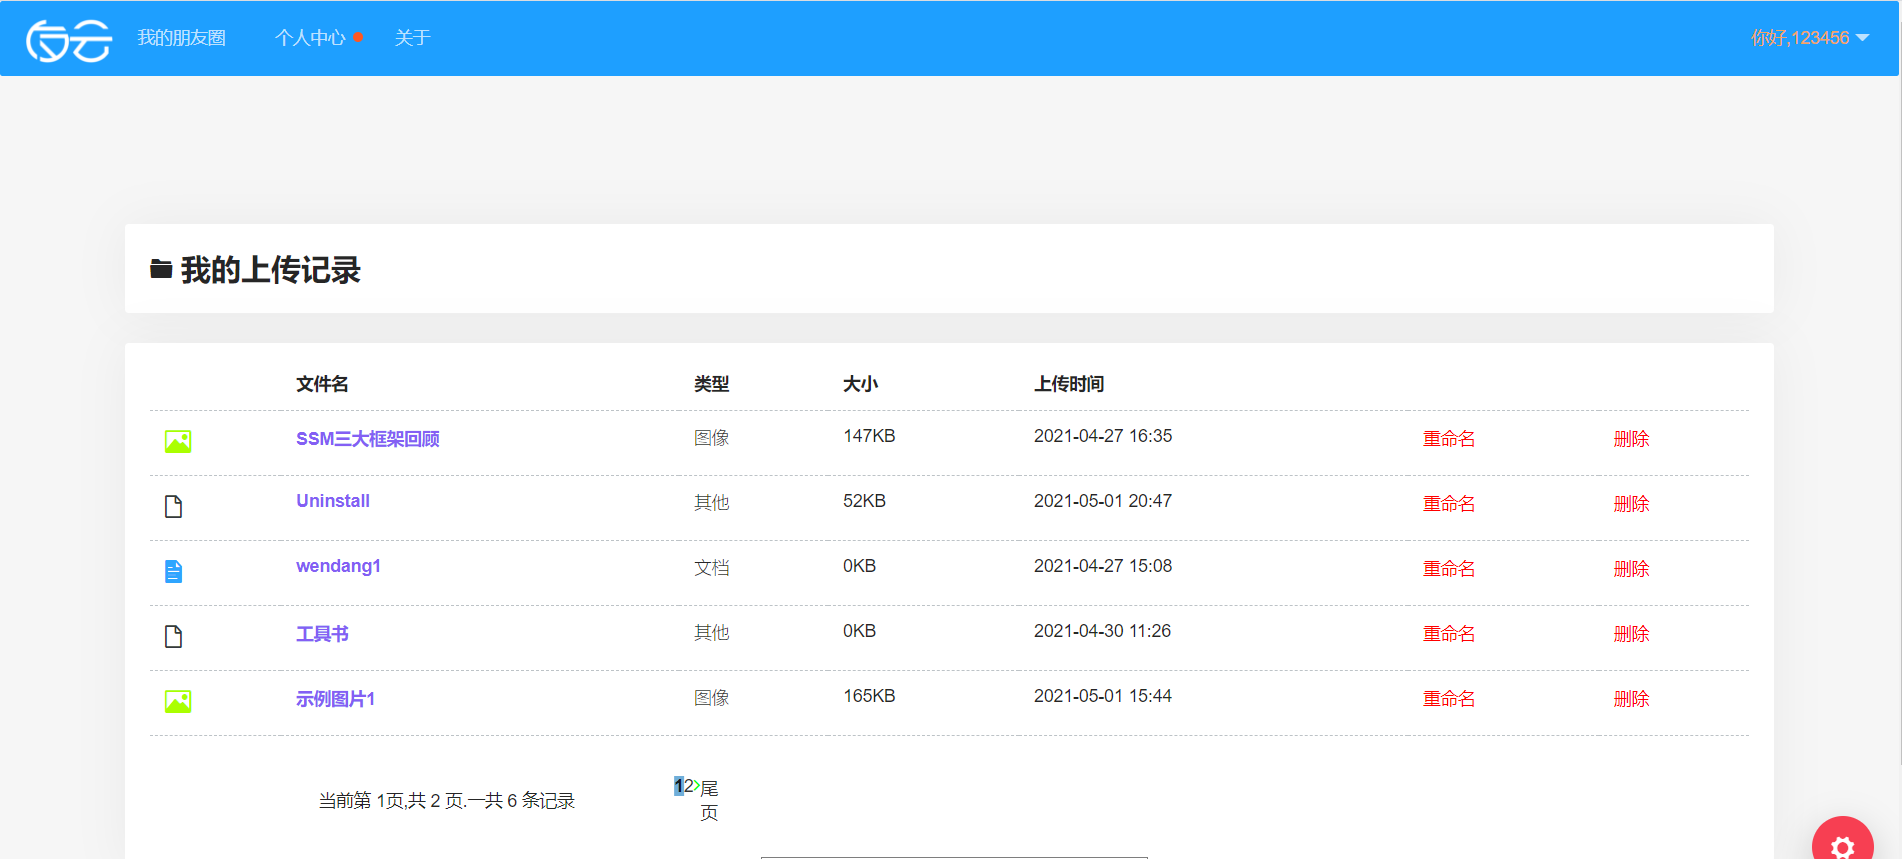 我的朋友圈 个人中心 关于 你好,123456
我的上传记录
文件名 类型 大小 上传时间
SSM三大框架回顾 图像 147KB 2021-04-27 16:35 重命名 删除
Uninstall 其他 52KB 2021-05-01 20:47 重命名 删除
wendang1 文档 0KB 2021-04-27 15:08 重命名 删除
工具书 其他 0KB 2021-04-30 11:26 重命名 删除
示例图片1 图像 165KB 2021-05-01 15:44 重命名 删除
当前第 1页,共 2 页.一共 6 条记录
12>尾
页